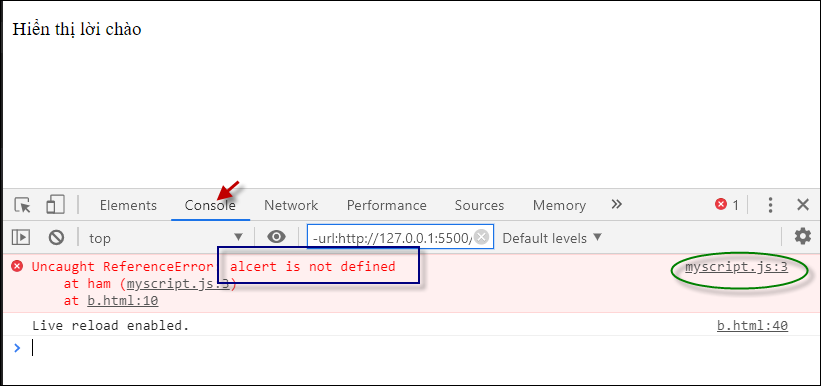 Hiển thị lời chào
Elements Console Network Performance Sources Memory » 1
top -url:http://127.0.0.1:5500/ Default levels
Uncaught ReferenceError alcert is not defined myscript.js:3
at ham (myscript.js:3)
at b.html:10
Live reload enabled. b.html:40